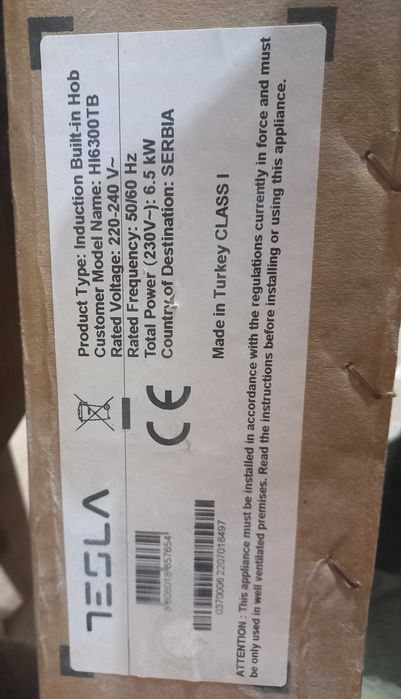 TESLA
Product Type: Induction Built-in Hob
Customer Model Name: HI6300TB
Rated Voltage: 220-240 V~
Rated Frequency: 50/60 Hz
Total Power (230V~): 6.5 kW
Country of Destination: SERBIA
CE
Made in Turkey CLASS I
0370006 2207018497
ATTENTION : This appliance must be installed in accordance with the regulations currently in force and must
be only used in well ventilated premises. Read the instructions before installing or using this appliance.